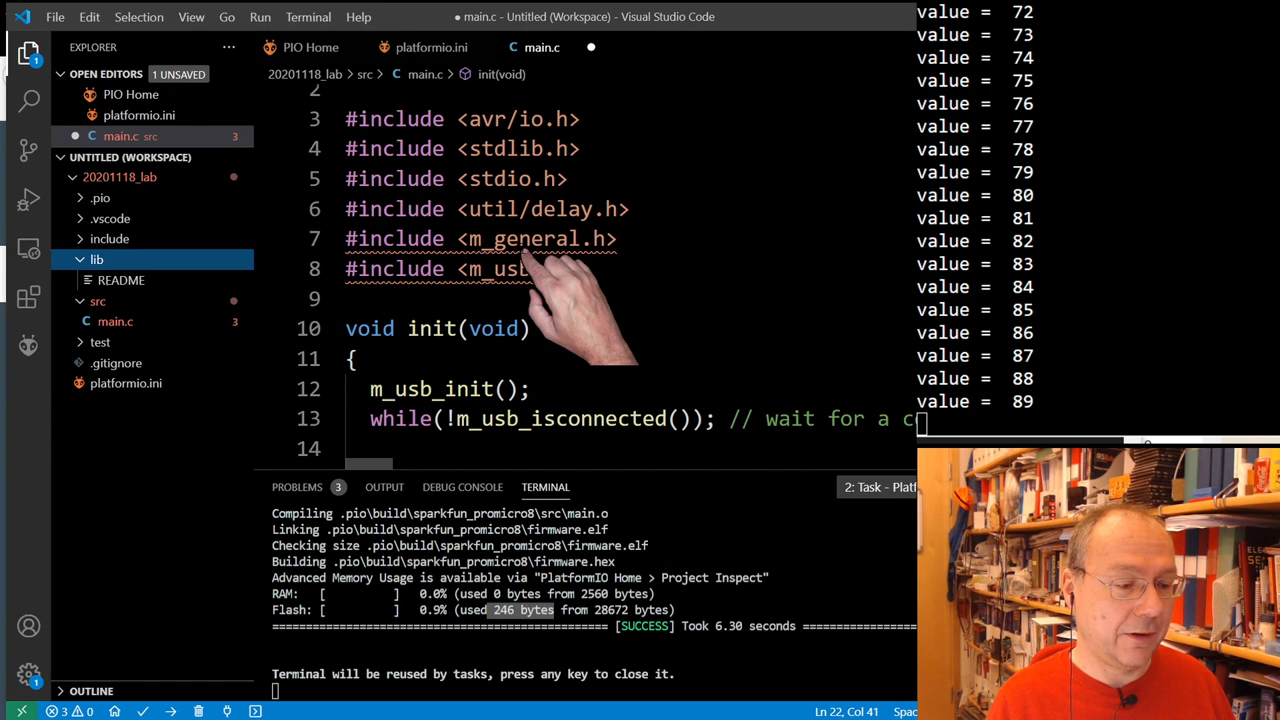 File Edit Selection View Go Run Terminal Help
● main.c - Untitled (Workspace) - Visual Studio Code
EXPLORER
OPEN EDITORS 1 UNSAVED
PIO Home
platformio.ini
main.c src 3
UNTITLED (WORKSPACE)
20201118_lab
.pio
.vscode
include
lib
README
src
main.c 3
test
.gitignore
platformio.ini
OUTLINE
1
1
PIO Home platformio.ini main.c
20201118_lab > src > main.c > init(void)
2
3 #include <avr/io.h>
4 #include <stdlib.h>
5 #include <stdio.h>
6 #include <util/delay.h>
7 #include <m_general.h>
8 #include <m_usb
9
10 void init(void)
11 {
12 m_usb_init();
13 while(!m_usb_isconnected()); // wait for a
14
PROBLEMS 3 OUTPUT DEBUG CONSOLE TERMINAL 2: Task - Platf
Compiling .pio\build\sparkfun_promicro8\src\main.o
Linking .pio\build\sparkfun_promicro8\firmware.elf
Checking size .pio\build\sparkfun_promicro8\firmware.elf
Building .pio\build\sparkfun_promicro8\firmware.hex
Advanced Memory Usage is available via "PlatformIO Home > Project Inspect"
RAM: [ ] 0.0% (used 0 bytes from 2560 bytes)
Flash: [ ] 0.9% (used 246 bytes from 28672 bytes)
============================================ [SUCCESS] Took 6.30 seconds ===============
Terminal will be reused by tasks, press any key to close it.
3 0 Ln 22, Col 41 Spac
value = 72
value = 73
value = 74
value = 75
value = 76
value = 77
value = 78
value = 79
value = 80
value = 81
value = 82
value = 83
value = 84
value = 85
value = 86
value = 87
value = 88
value = 89